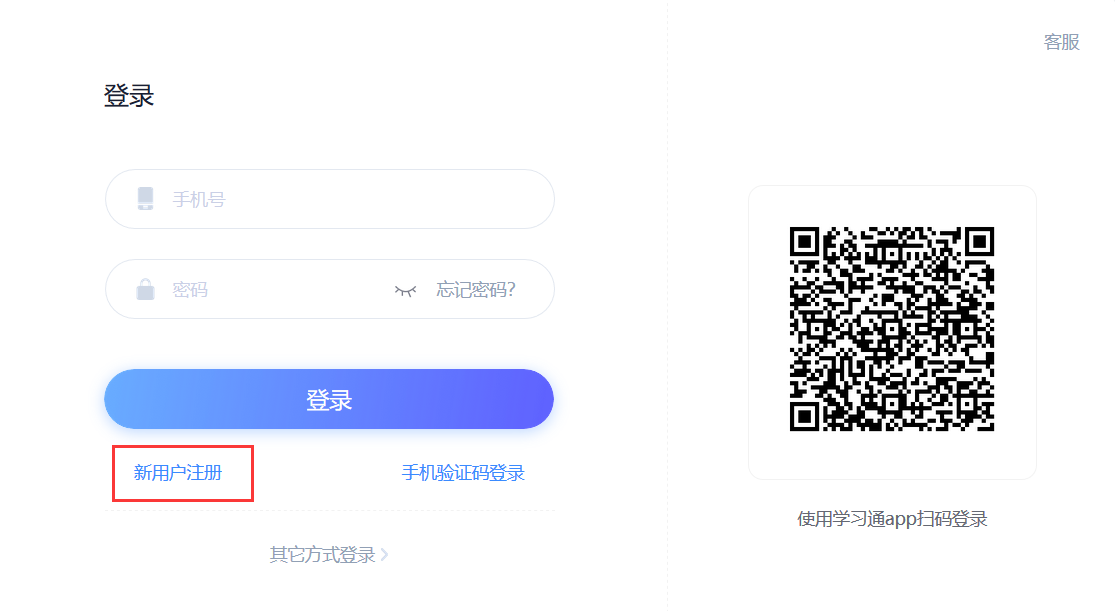 客服
登录
手机号
密码
忘记密码?
登录
新用户注册
手机验证码登录
其它方式登录
使用学习通app扫码登录